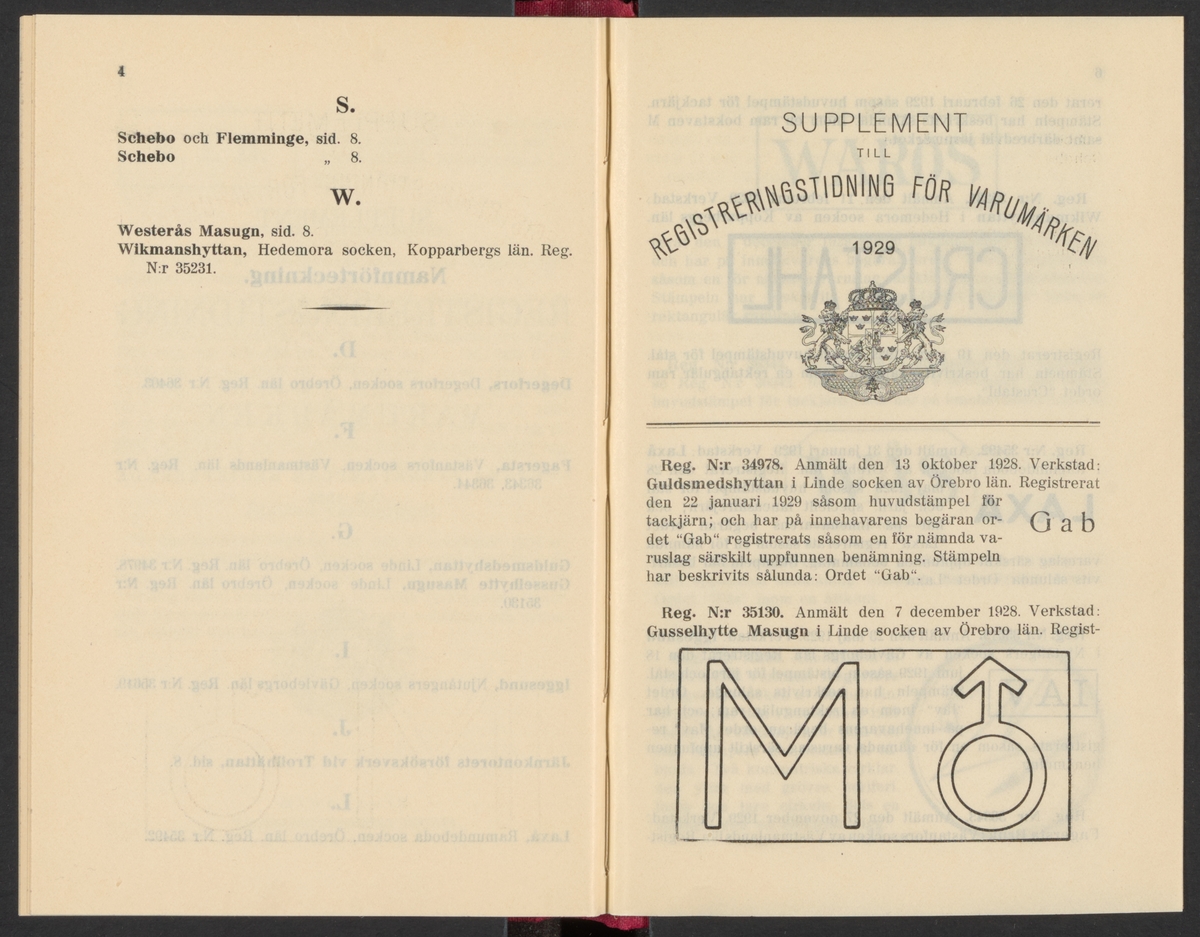 4
S.
Schebo och Flemminge, sid. 8.
Schebo „ 8.
W.
Westerås Masugn, sid. 8.
Wikmanshyttan, Hedemora socken, Kopparbergs län. Reg.
N:r 35231.
SUPPLEMENT
TILL
REGISTRERINGSTIDNING FÖR VARUMÄRKEN
1929
Reg. N:r 34978. Anmält den 13 oktober 1928. Verkstad:
Guldsmedshyttan i Linde socken av Örebro län. Registrerat
den 22 januari 1929 såsom huvudstämpel för
tackjärn; och har på innehavarens begäran or-
det “Gab“ registrerats såsom en för nämnda va-
ruslag särskilt uppfunnen benämning. Stämpeln
har beskrivits sålunda: Ordet “Gab“.
Gab
Reg. N:r 35130. Anmält den 7 december 1928. Verkstad:
Gusselhytte Masugn i Linde socken av Örebro län. Regist-
M